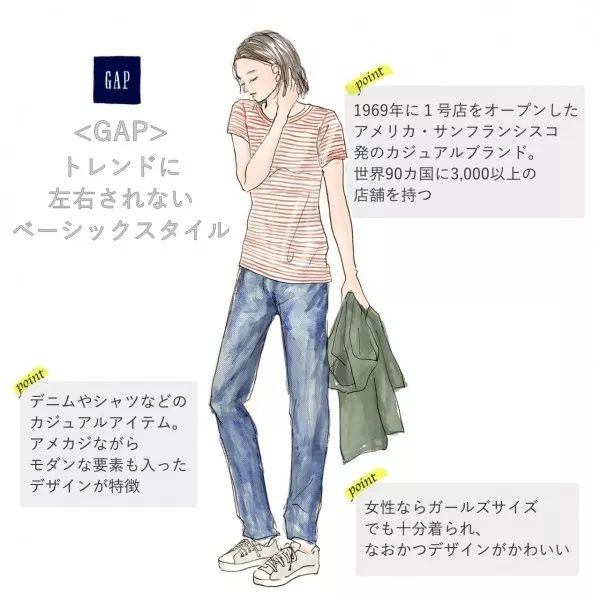 GAP
<GAP>
トレンドに
左右されない
ベーシックスタイル
point
1969年に1号店をオープンした
アメリカ・サンフランシスコ
発のカジュアルブランド。
世界90カ国に3,000以上の
店舗を持つ
point
デニムやシャツなどの
カジュアルアイテム。
アメカジながら
モダンな要素も入った
デザインが特徴
point
女性ならガールズサイズ
でも十分着られ、
なおかつデザインがかわいい